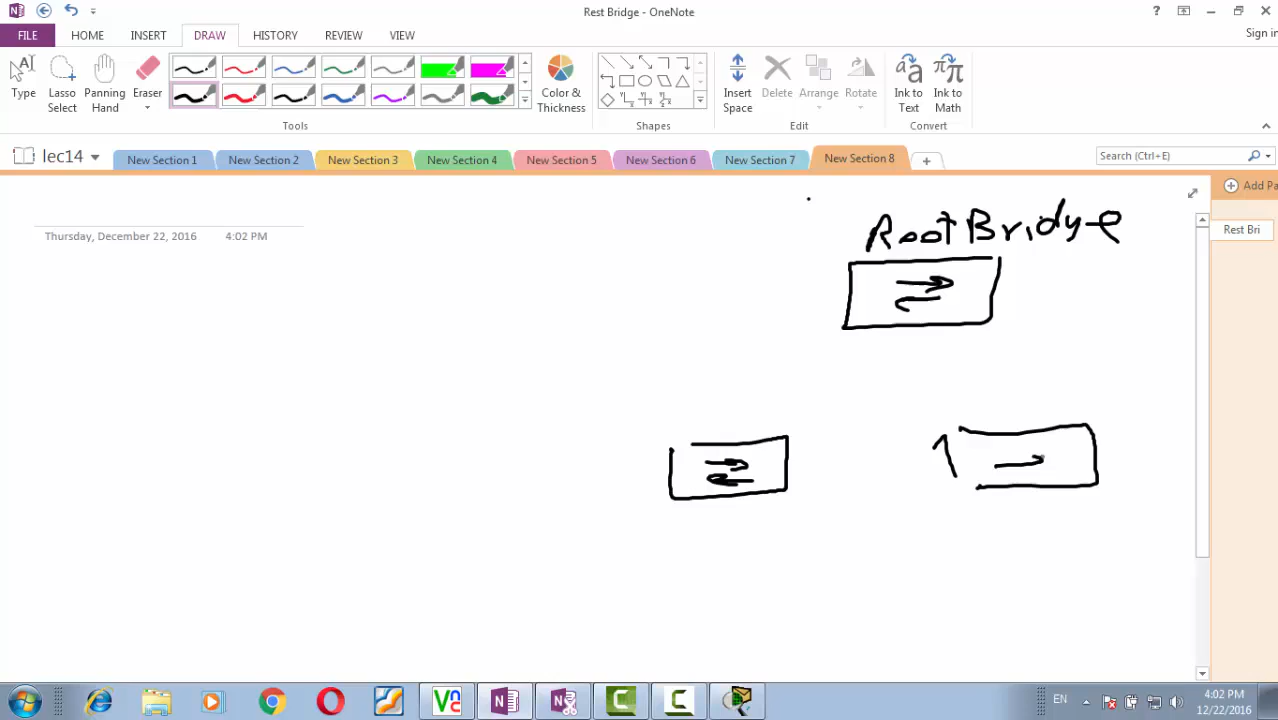 Rest Bridge - OneNote
Sign in
FILE HOME INSERT DRAW HISTORY REVIEW VIEW
Type
Lasso Select
Panning Hand
Eraser
Color & Thickness
Insert Space
Delete
Arrange
Rotate
Ink to Text
Ink to Math
Tools
Shapes
Edit
Convert
lec14
New Section 1
New Section 2
New Section 3
New Section 4
New Section 5
New Section 6
New Section 7
New Section 8
Search (Ctrl+E)
Add Pa
Rest Bri
Thursday, December 22, 2016 4:02 PM
Root Bridge
EN
4:02 PM
12/22/2016